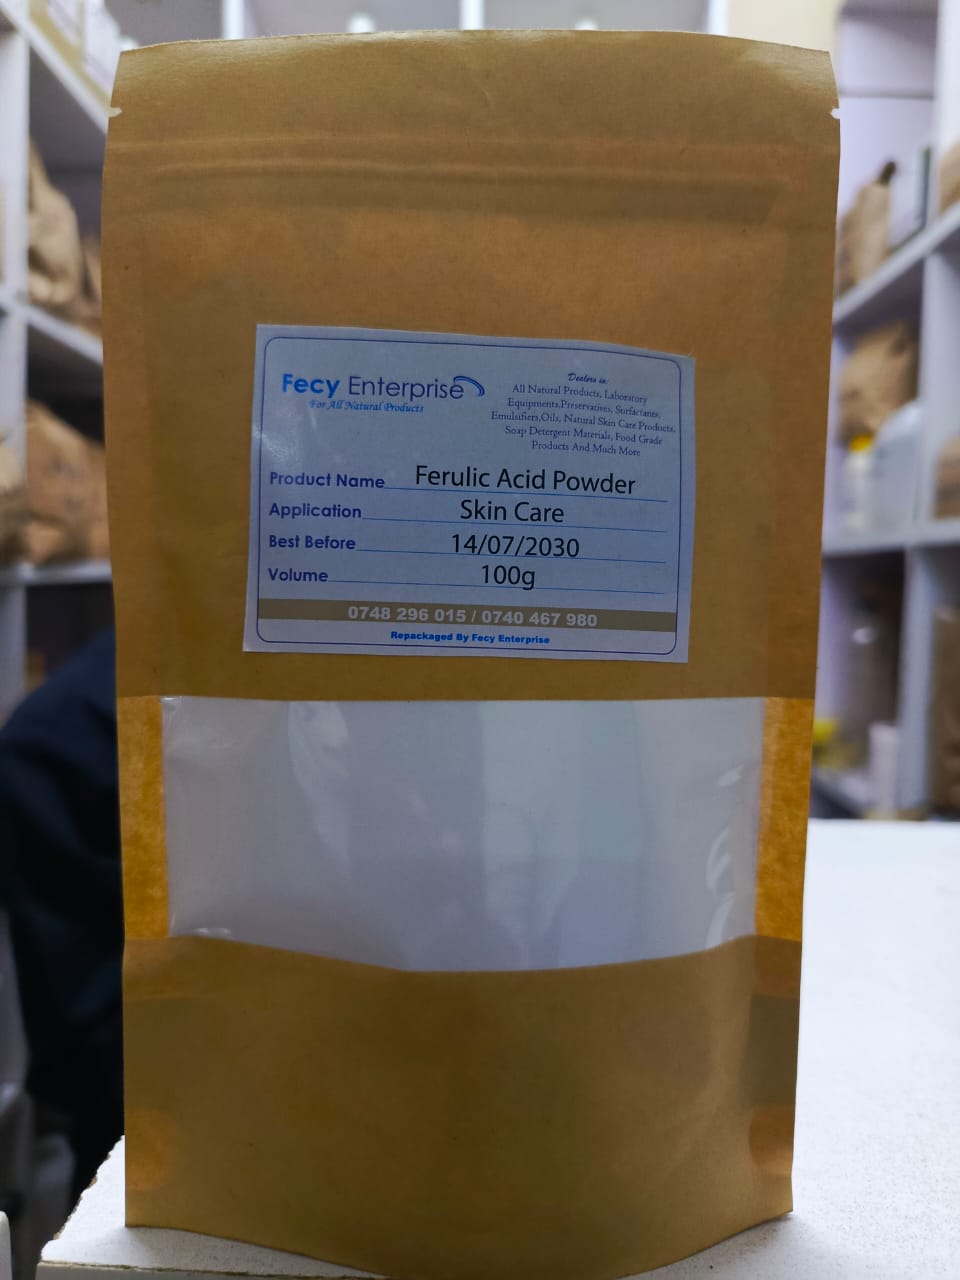 Fecy Enterprise
For All Natural Products
Dealers in:
All Natural Products, Laboratory
Equipments,Preservatives, Surfactanes,
Emulsifiers,Oils, Natural Skin Care Products,
Soap Detergent Materials, Food Grade
Products And Much More
Product Name Ferulic Acid Powder
Application Skin Care
Best Before 14/07/2030
Volume 100g
0748 296 015 / 0740 467 980
Repackaged By Fecy Enterprise